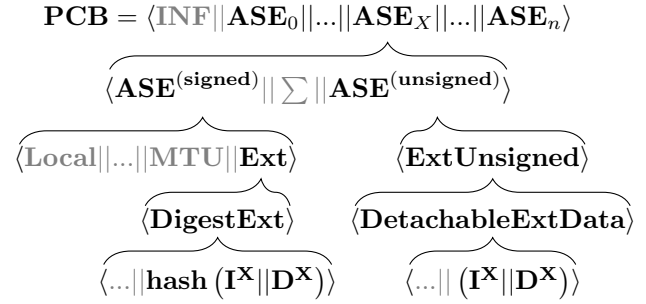 PCB = ⟨INF||ASE₀||...||ASE_X||...||ASEₙ⟩
⟨ASE^(signed)||∑||ASE^(unsigned)⟩
⟨Local||...||MTU||Ext⟩ ⟨ExtUnsigned⟩
⟨DigestExt⟩ ⟨DetachableExtData⟩
⟨...||hash (I^X||D^X)⟩ ⟨...|| (I^X||D^X)⟩